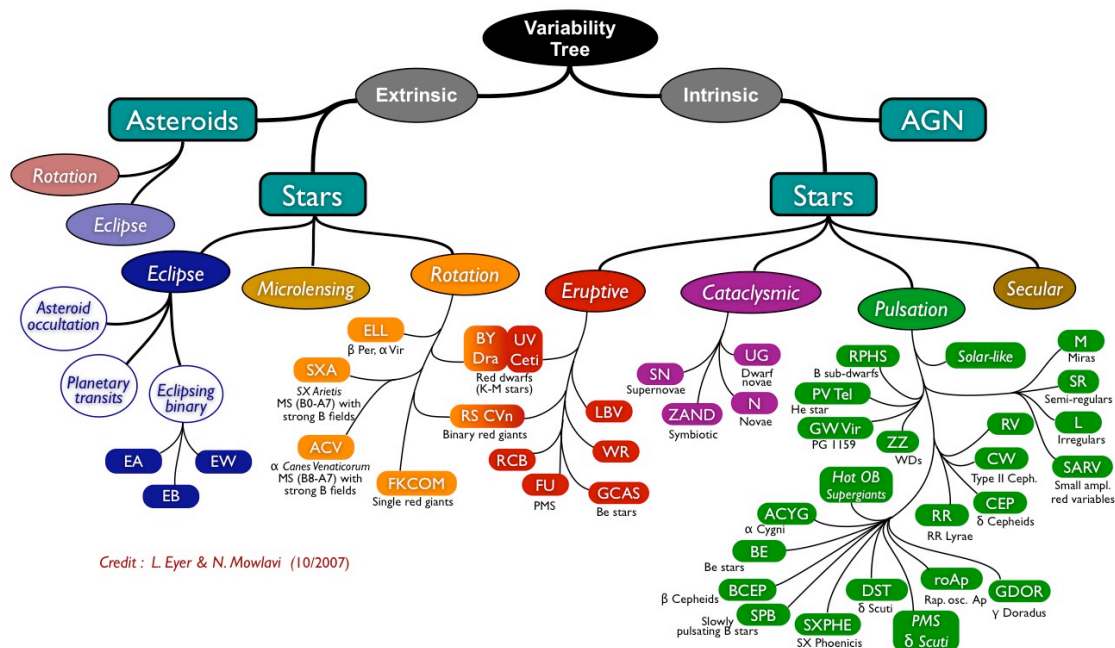 Variability
Tree
Extrinsic
Intrinsic
Asteroids
AGN
Rotation
Eclipse
Stars
Stars
Eclipse
Microlensing
Rotation
Eruptive
Cataclysmic
Pulsation
Secular
Asteroid
occultation
Planetary
transits
Eclipsing
binary
EA
EB
EW
ELL
β Per, α Vir
SXA
SX Arietis
MS (B0-A7) with
strong B fields
ACV
α Canes Venaticorum
MS (B8-A7) with
strong B fields
BY
Dra
UV
Ceti
Red dwarfs
(K-M stars)
RS CVn
Binary red giants
FKCOM
Single red giants
LBV
WR
RCB
FU
PMS
GCAS
Be stars
SN
Supernovae
UG
Dwarf
novae
ZAND
Symbiotic
N
Novae
RPHS
B sub-dwarfs
Solar-like
PV Tel
He star
GW Vir
PG 1159
ZZ
WDs
M
Miras
SR
Semi-regulars
L
Irregulars
SARV
Small ampl.
red variables
RV
CW
Type II Ceph.
CEP
δ Cepheids
RR
RR Lyrae
Hot OB
Supergiants
ACYG
α Cygni
BE
Be stars
BCEP
β Cepheids
SPB
Slowly
pulsating B stars
SXPHE
SX Phoenicis
DST
δ Scuti
PMS
δ Scuti
roAp
Rap. osc. Ap
GDOR
γ Doradus
Credit : L. Eyer & N. Mowlavi (10/2007)